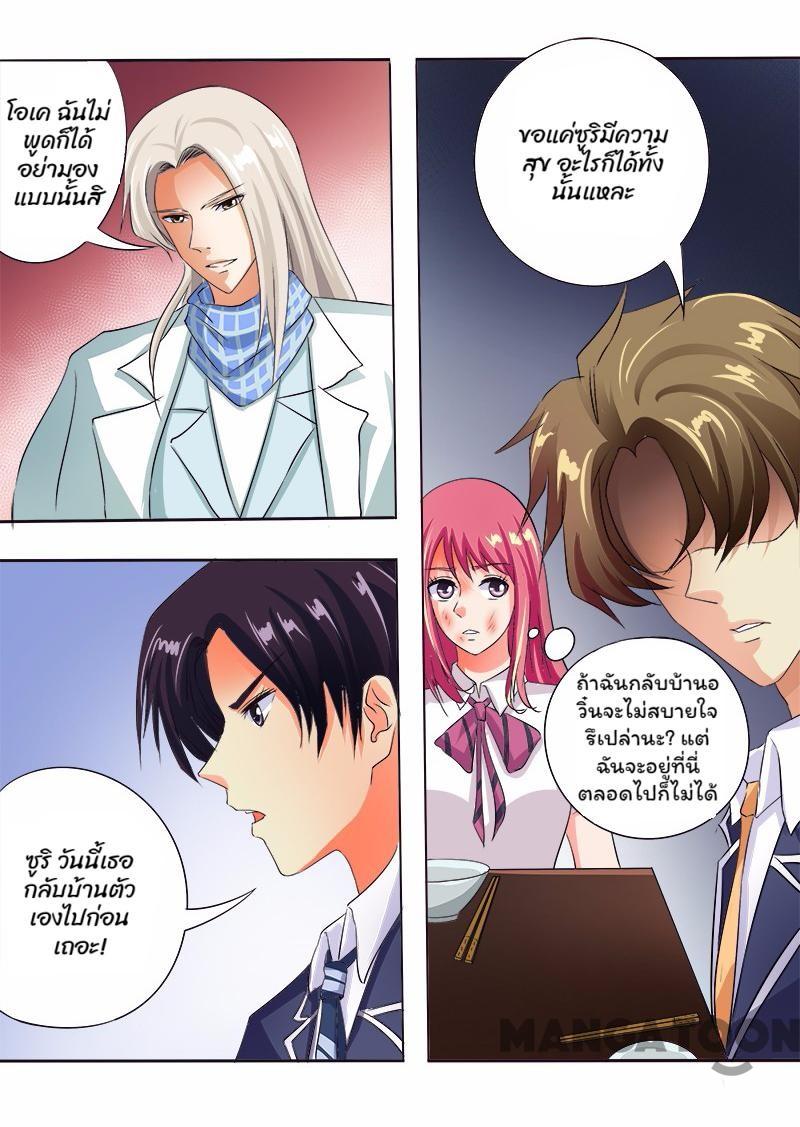 โอเค ฉันไม่
พูดก็ได้
อย่ามอง
แบบนั้นสิ
ซูริ วันนี้เธอ
กลับบ้านตัว
เองไปก่อน
เถอะ!
ขอแค่ซูริมีความ
สุข อะไรก็ได้ทั้ง
นั้นแหละ
ถ้าฉันกลับบ้านอ
วิ๋นจะไม่สบายใจ
รึเปล่านะ? แต่
ฉันจะอยู่ที่นี่
ตลอดไปก็ไม่ได้
MANGATOON